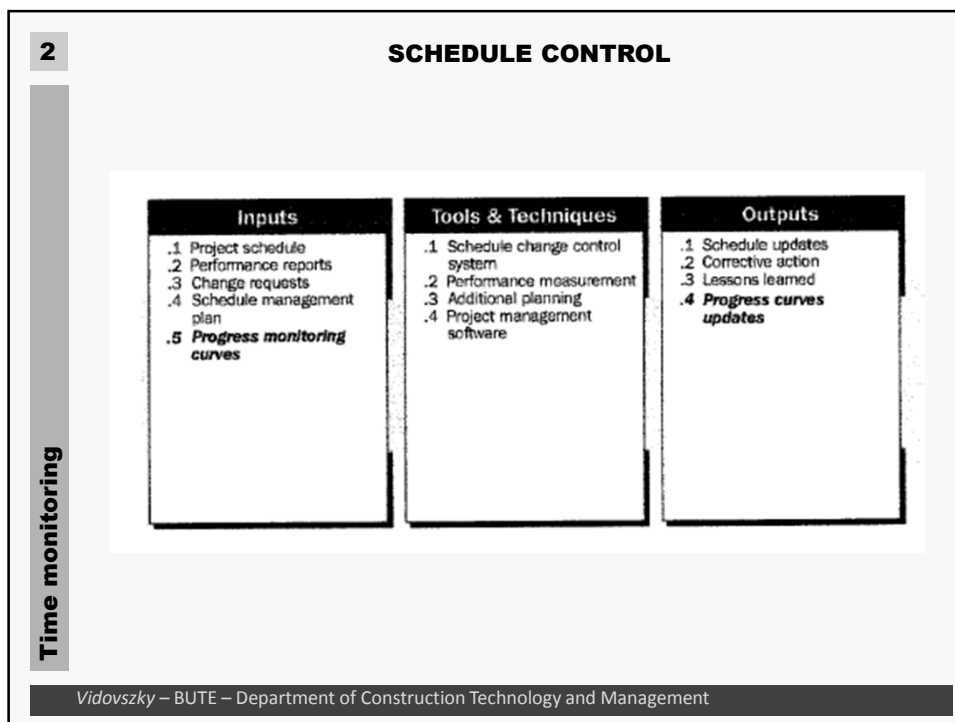 2
SCHEDULE CONTROL
Time monitoring
Inputs
.1 Project schedule
.2 Performance reports
.3 Change requests
.4 Schedule management
plan
.5 Progress monitoring
curves
Tools & Techniques
.1 Schedule change control
system
.2 Performance measurement
.3 Additional planning
.4 Project management
software
Outputs
.1 Schedule updates
.2 Corrective action
.3 Lessons learned
.4 Progress curves
updates
Vidovszky – BUTE – Department of Construction Technology and Management